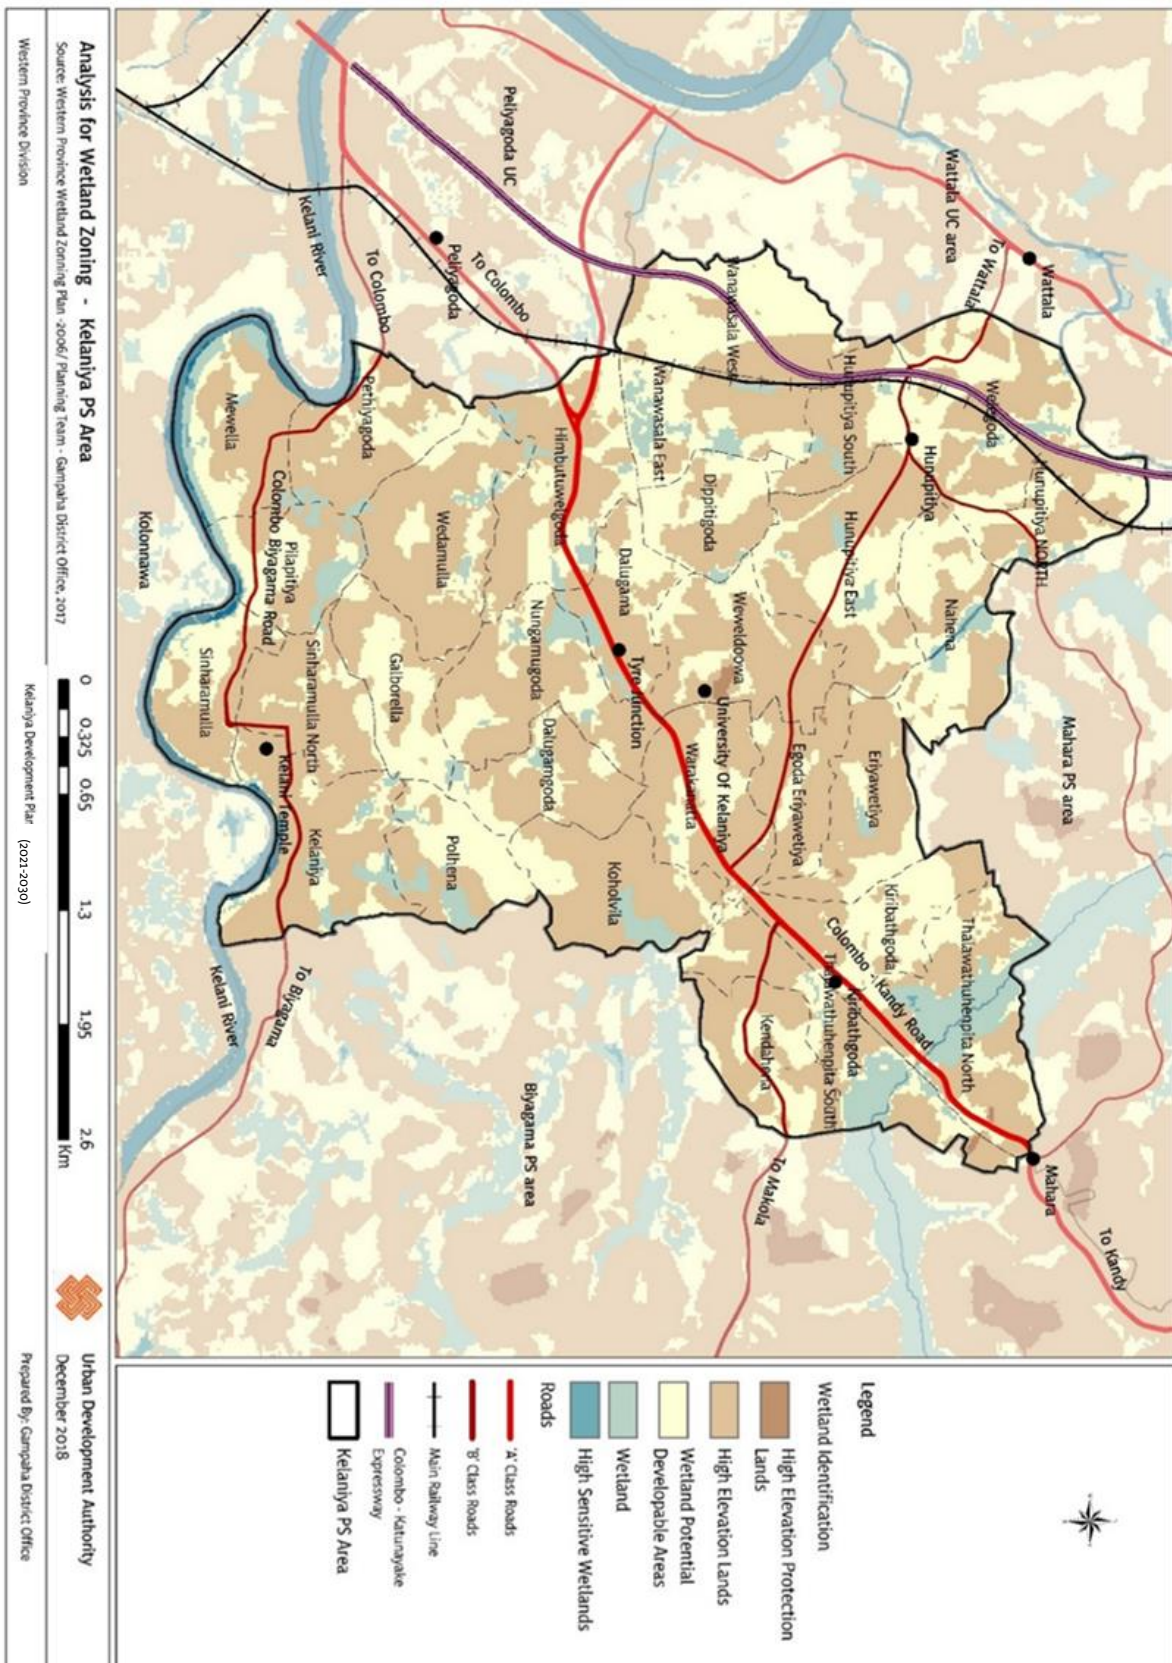 Analysis for Wetland Zoning - Kelaniya PS Area
Source: Western Province Wetland Zonning Plan -2006/ Planning Team - Gampaha District Office, 2017
Western Province Division
0 0.325 0.65 1.3 1.95 2.6
Km
Kelaniya Development Plan (2021-2030)
Urban Development Authority
December 2018
Prepared By: Gampaha District Office
Legend
Wetland Identification
High Elevation Protection
Lands
High Elevation Lands
Wetland Potential
Developable Areas
Wetland
High Sensitive Wetlands
Roads
'A' Class Roads
'B' Class Roads
Main Railway Line
Colombo - Katunayake
Expressway
Kelaniya PS Area
Wattala
Wattala UC area
To Wattala
Peliyagoda UC
Peliyagoda
To Colombo
To Colombo
Kelani River
Wanawasala West
Wanawasala East
Hunupitiya South
Hunupitiya
Hunupitiya NORTH
Hunupitiya East
Nahena
Dippitigoda
Himbutuwelgoda
Dalugama
Weweldoowa
Tyre Junction
University Of Kelaniya
Warakanatta
Egoda Eriyawetiya
Eriyawetiya
Mahara PS area
Kiribathgoda
Thalawathuhenpita North
Colombo - Kandy Road
Kiribathgoda
Thalawathuhenpita South
Kendahena
To Makola
Mahara
To Kandy
Pethiyagoda
Mewella
Wedamulla
Nungamugoda
Dalugamgoda
Galborella
Polhena
Koholvila
Pilapitiya
Colombo Biyagama Road
Sinharamulla North
Sinharamulla
Kelani Temple
Kelaniya
Kolonnawa
Kelani River
To Biyagama
Biyagama PS area